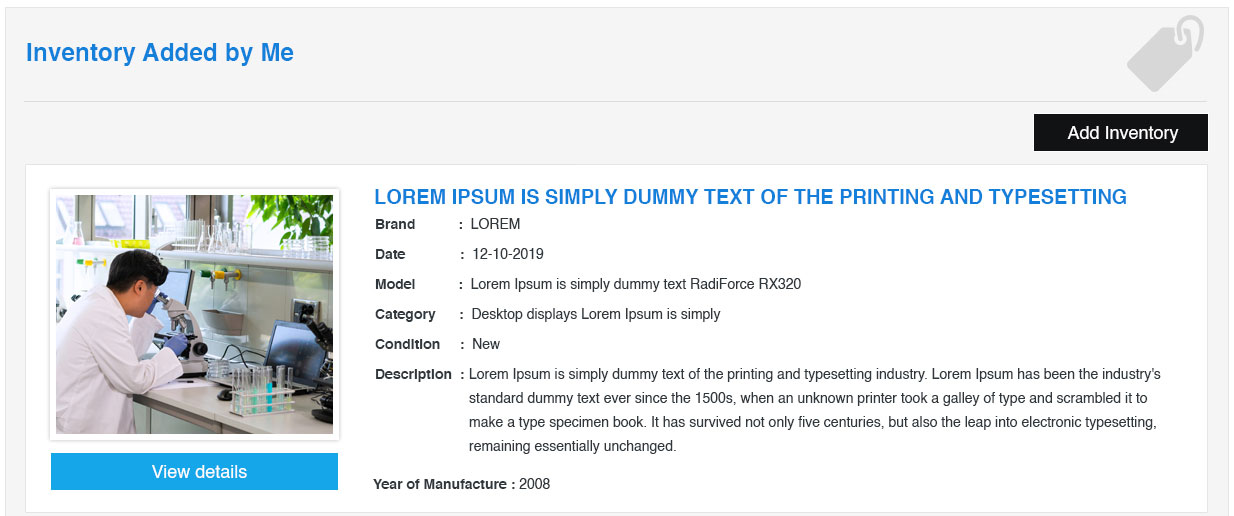 Inventory Added by Me
Add Inventory
LOREM IPSUM IS SIMPLY DUMMY TEXT OF THE PRINTING AND TYPESETTING
Brand : LOREM
Date : 12-10-2019
Model : Lorem Ipsum is simply dummy text RadiForce RX320
Category : Desktop displays Lorem Ipsum is simply
Condition : New
Description : Lorem Ipsum is simply dummy text of the printing and typesetting industry. Lorem Ipsum has been the industry's
standard dummy text ever since the 1500s, when an unknown printer took a galley of type and scrambled it to
make a type specimen book. It has survived not only five centuries, but also the leap into electronic typesetting,
remaining essentially unchanged.
Year of Manufacture : 2008
View details